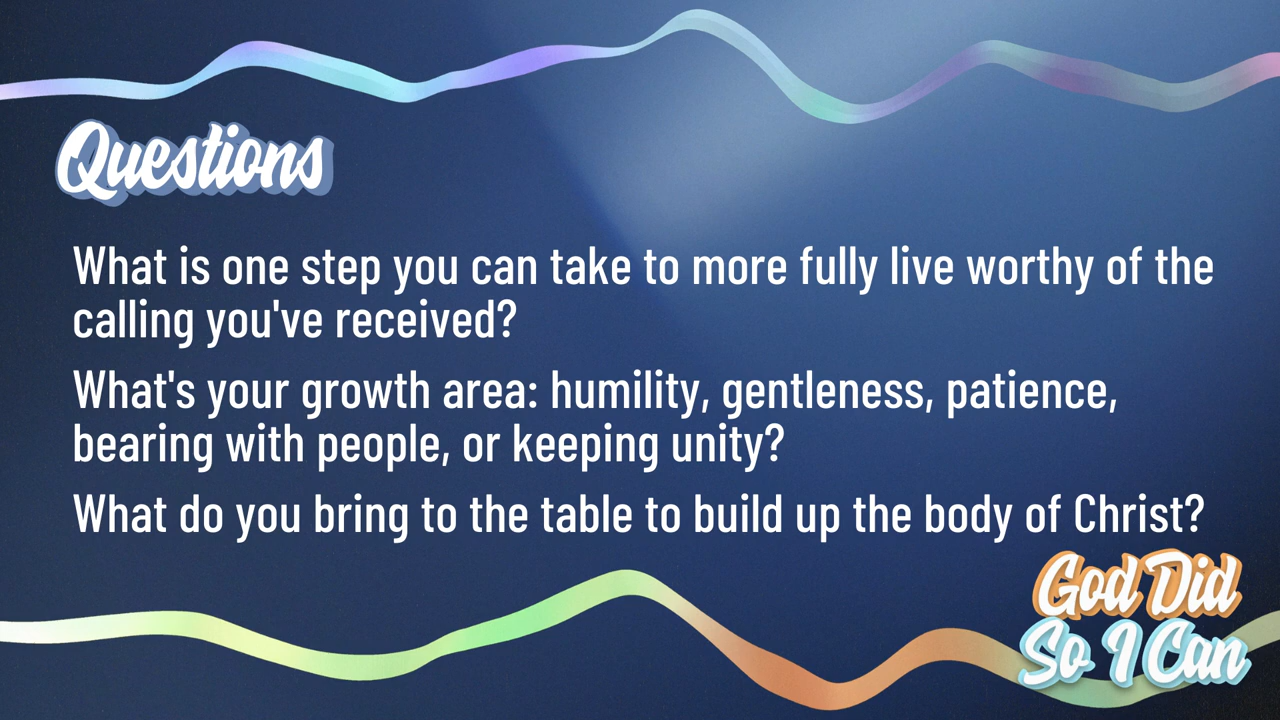 Questions
What is one step you can take to more fully live worthy of the
calling you've received?
What's your growth area: humility, gentleness, patience,
bearing with people, or keeping unity?
What do you bring to the table to build up the body of Christ?
God Did
So I Can